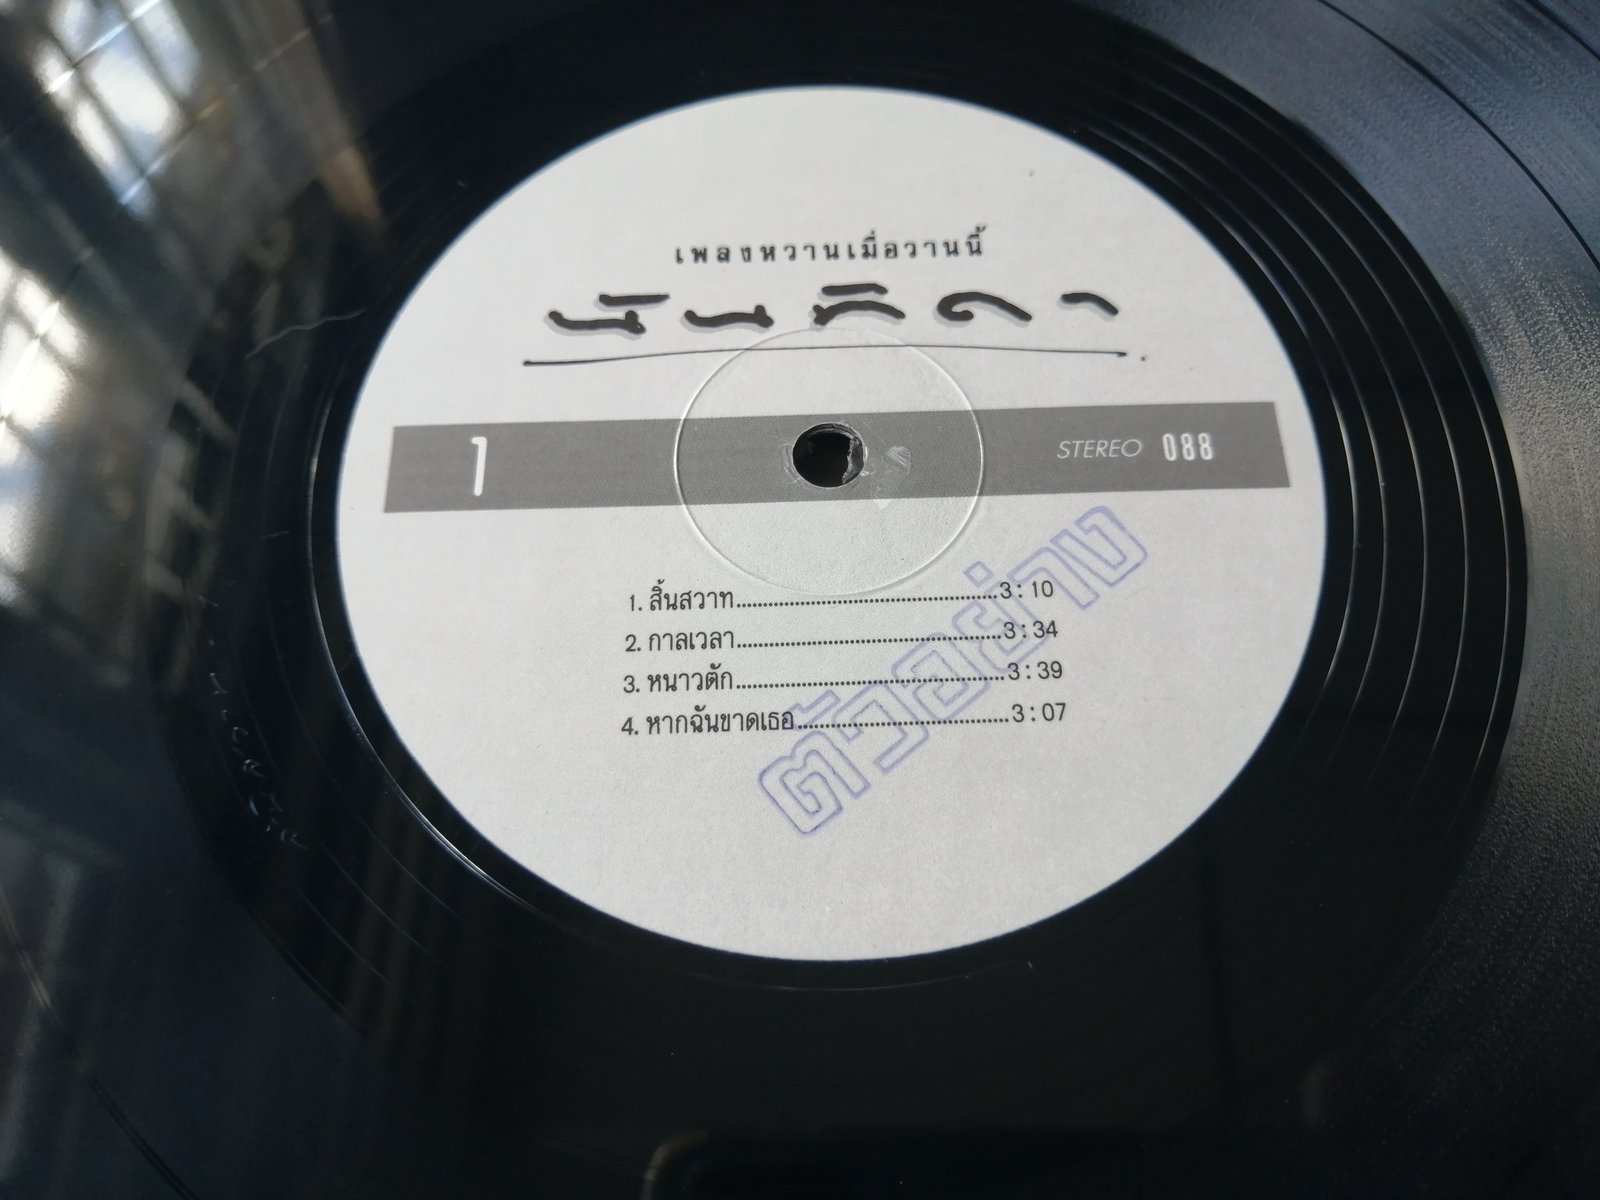 เพลงหวานเมื่อวานนี้
นันทิดา
1
STEREO 088
1. สิ้นสวาท....................................3:10
2. กาลเวลา....................................3:34
3. หนาวตัก....................................3:39
4. หากฉันขาดเธอ.............................3:07
ตัวอย่าง